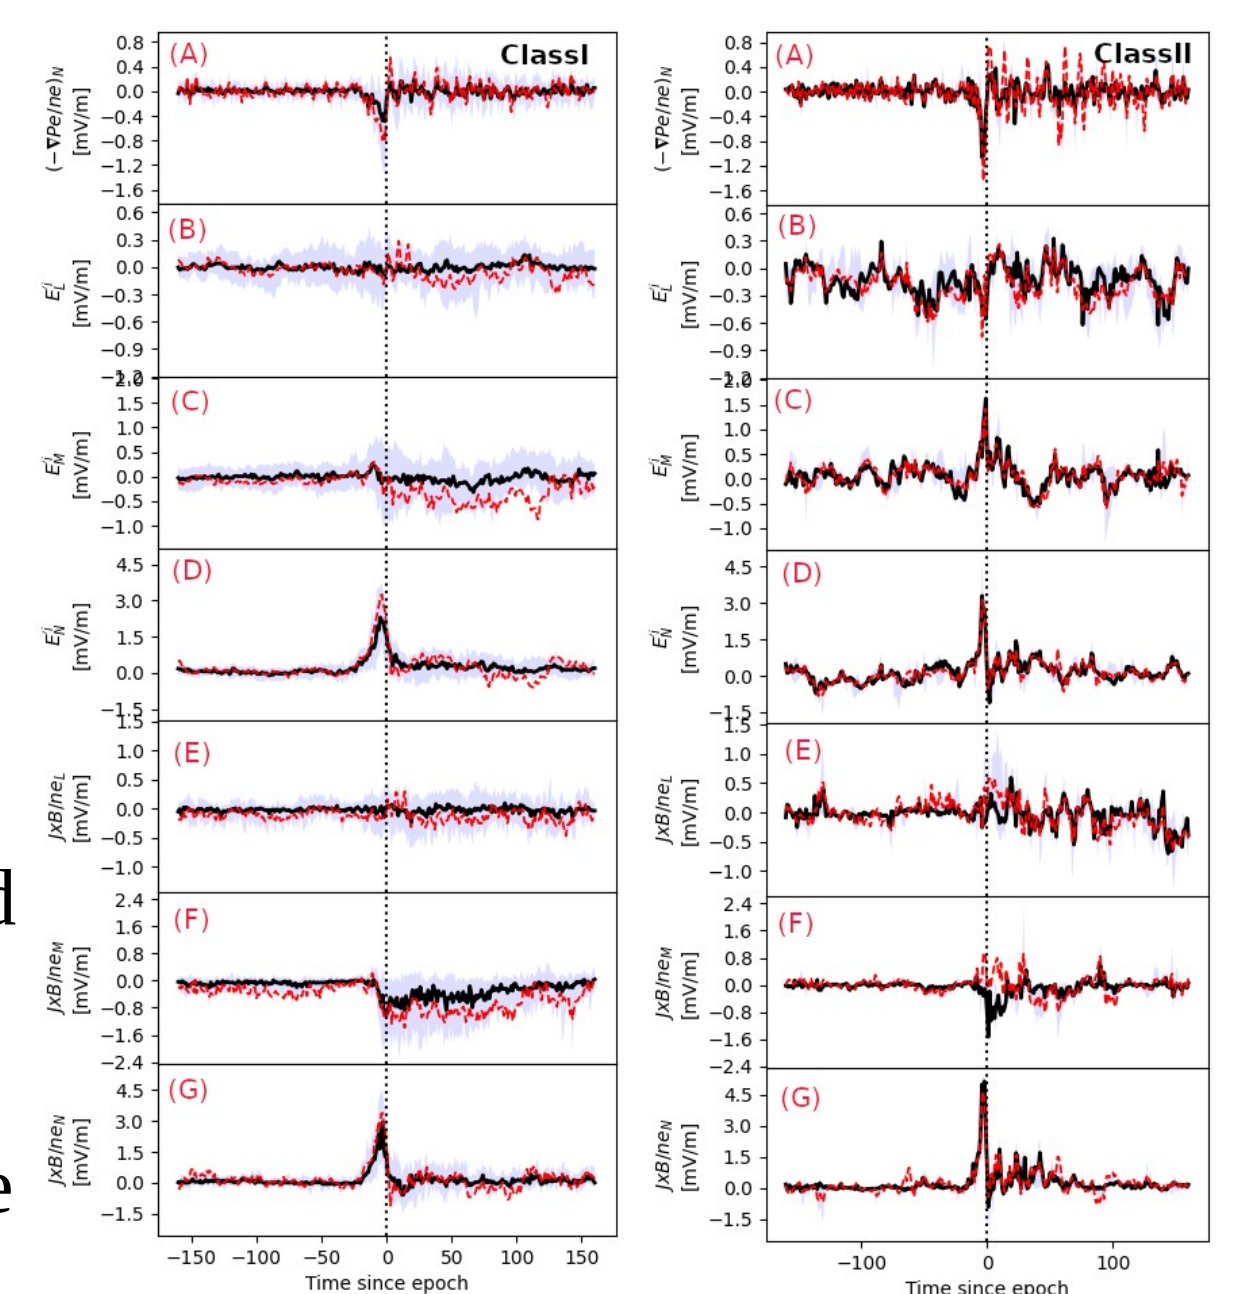 (A)
ClassI
(−∇Pe/ne)N
[mV/m]
0.8
0.4
0.0
−0.4
−0.8
−1.2
−1.6
(B)
E^i_L
[mV/m]
0.6
0.3
0.0
−0.3
−0.6
−0.9
−1.2
(C)
E^i_M
[mV/m]
2.0
1.5
1.0
0.5
0.0
−0.5
−1.0
(D)
E^i_N
[mV/m]
4.5
3.0
1.5
0.0
−1.5
(E)
JxB/neL
[mV/m]
1.5
1.0
0.5
0.0
−0.5
−1.0
(F)
JxB/neM
[mV/m]
2.4
1.6
0.8
0.0
−0.8
−1.6
−2.4
(G)
JxB/neN
[mV/m]
4.5
3.0
1.5
0.0
−1.5
−150 −100 −50 0 50 100 150
Time since epoch
d
e
(A)
ClassII
(−∇Pe/ne)N
[mV/m]
0.8
0.4
0.0
−0.4
−0.8
−1.2
−1.6
(B)
E^i_L
[mV/m]
0.6
0.3
0.0
−0.3
−0.6
−0.9
−1.2
(C)
E^i_M
[mV/m]
2.0
1.5
1.0
0.5
0.0
−0.5
−1.0
(D)
E^i_N
[mV/m]
4.5
3.0
1.5
0.0
−1.5
(E)
JxB/neL
[mV/m]
1.5
1.0
0.5
0.0
−0.5
−1.0
(F)
JxB/neM
[mV/m]
2.4
1.6
0.8
0.0
−0.8
−1.6
−2.4
(G)
JxB/neN
[mV/m]
4.5
3.0
1.5
0.0
−1.5
−100 0 100
Time since epoch